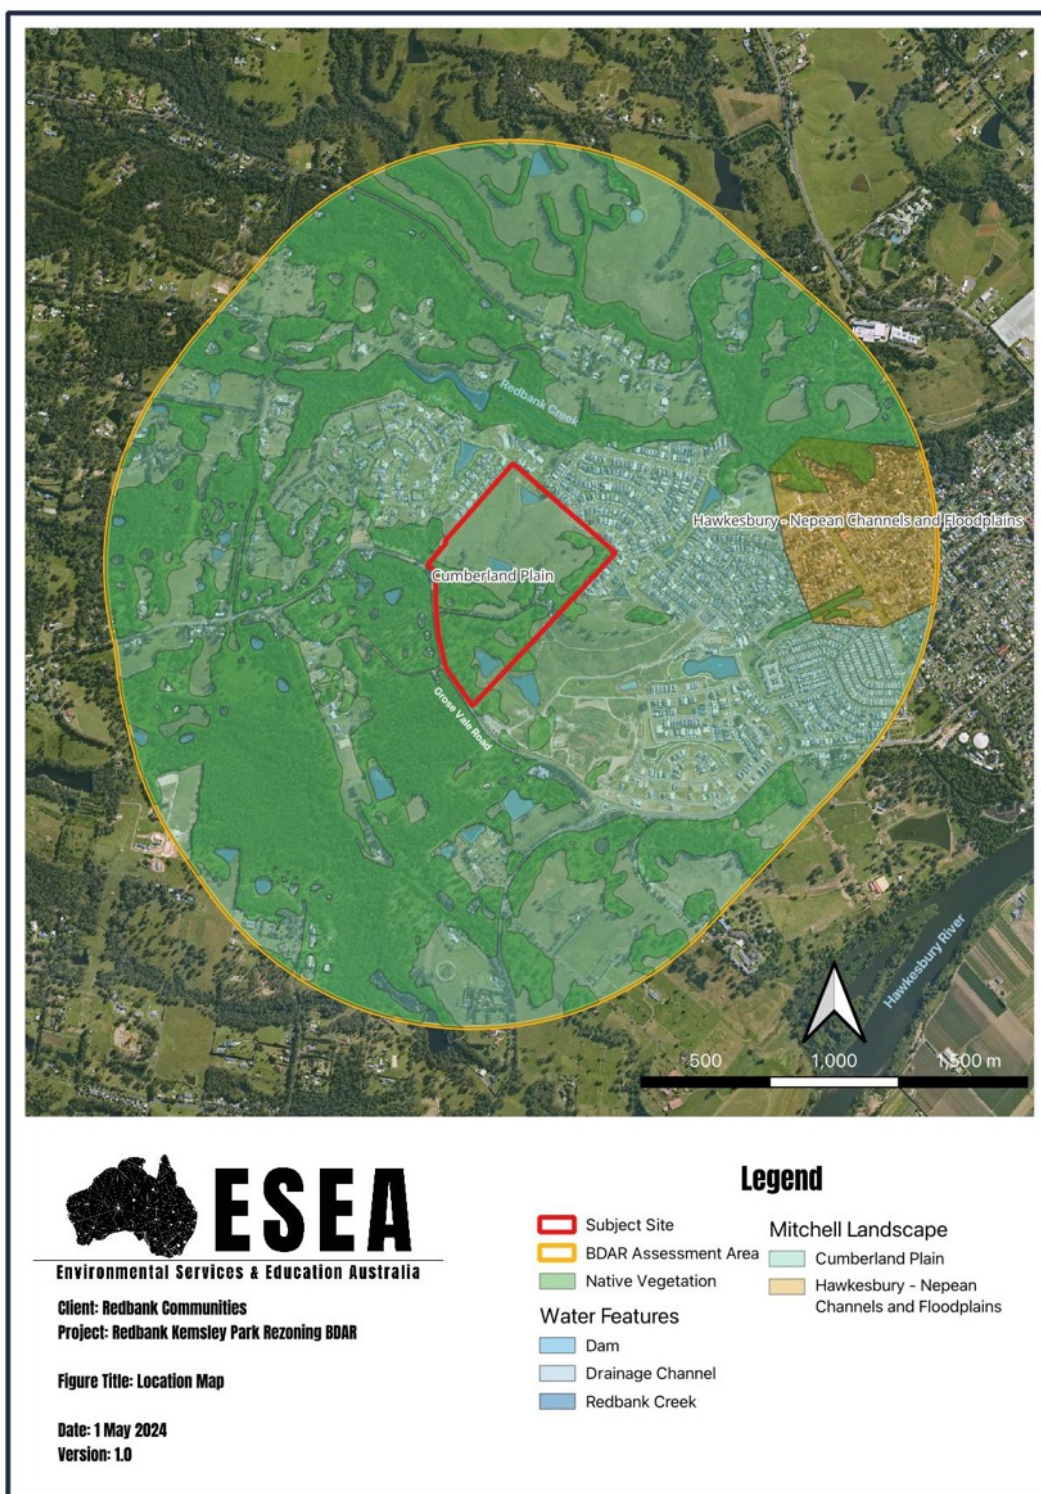 Redbank Creek
Hawkesbury - Nepean Channels and Floodplains
Cumberland Plain
Grose Vale Road
Hawkesbury River
500
1,000
1,500 m
ESEA
Environmental Services & Education Australia
Client: Redbank Communities
Project: Redbank Kemsley Park Rezoning BDAR
Figure Title: Location Map
Date: 1 May 2024
Version: 1.0
Legend
Subject Site
BDAR Assessment Area
Native Vegetation
Water Features
Dam
Drainage Channel
Redbank Creek
Mitchell Landscape
Cumberland Plain
Hawkesbury - Nepean
Channels and Floodplains